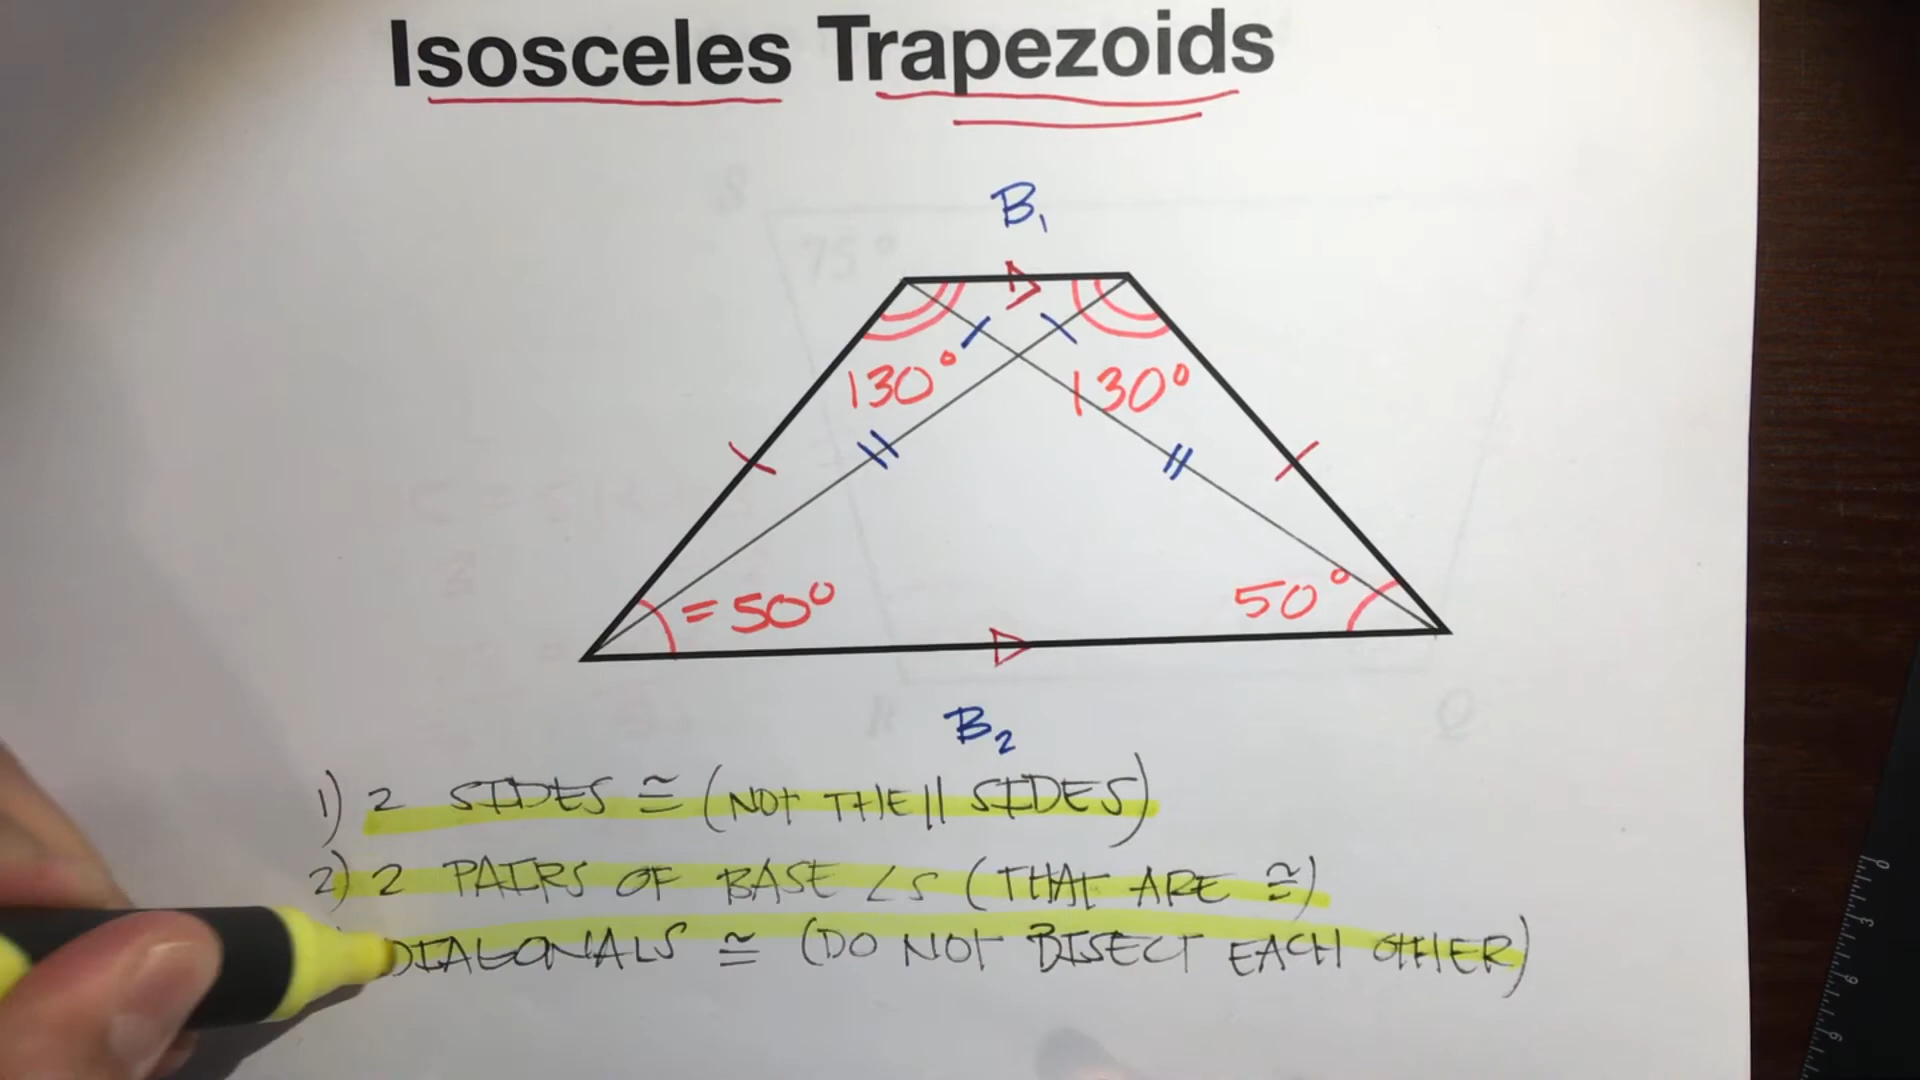 Isosceles Trapezoids
B₁
130° 130°
= 50° 50°
B₂
1) 2 SIDES ≅ (NOT THE || SIDES)
2) 2 PAIRS OF BASE ∠S (THAT ARE ≅)
DIAGONALS ≅ (DO NOT BISECT EACH OTHER)
S
75°
R
Q